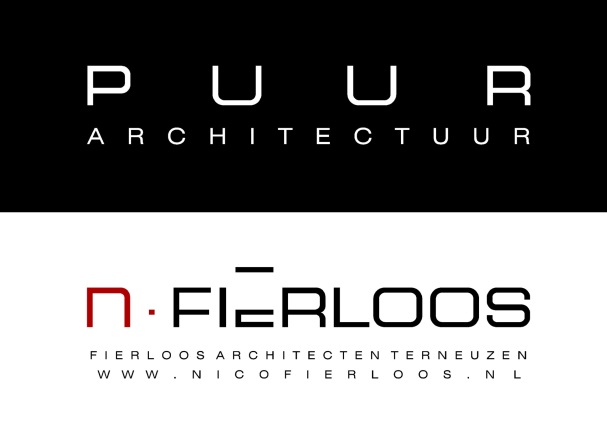 PUUR
ARCHITECTUUR
n·FIERLOOS
FIERLOOS ARCHITECTEN TERNEUZEN
WWW.NICOFIERLOOS.NL